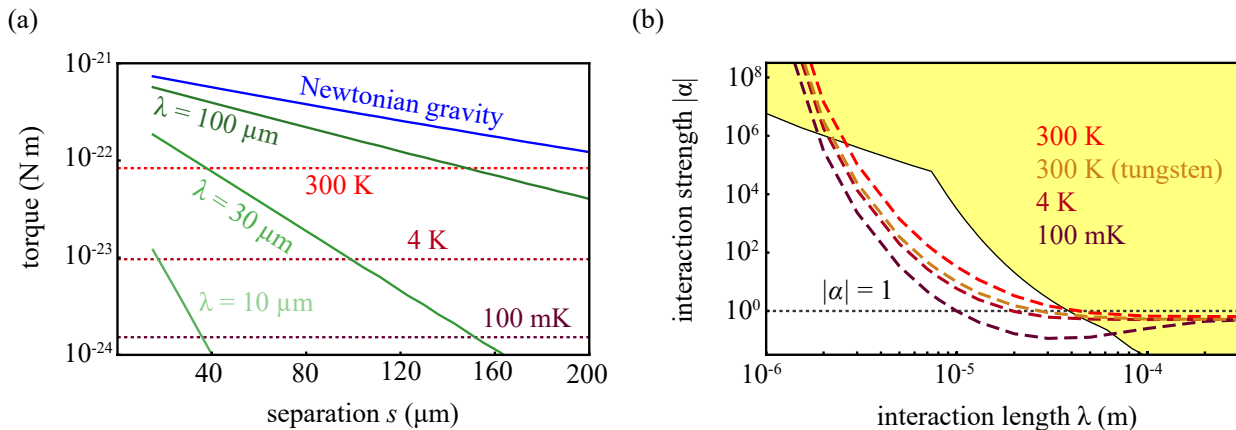 (a)
10^-21
10^-22
10^-23
10^-24
torque (N m)
Newtonian gravity
λ = 100 µm
300 K
λ = 30 µm
4 K
λ = 10 µm
100 mK
40
80
120
160
200
separation s (µm)
(b)
10^8
10^6
10^4
10^2
10^0
interaction strength |α|
300 K
300 K (tungsten)
4 K
100 mK
|α| = 1
10^-6
10^-5
10^-4
interaction length λ (m)